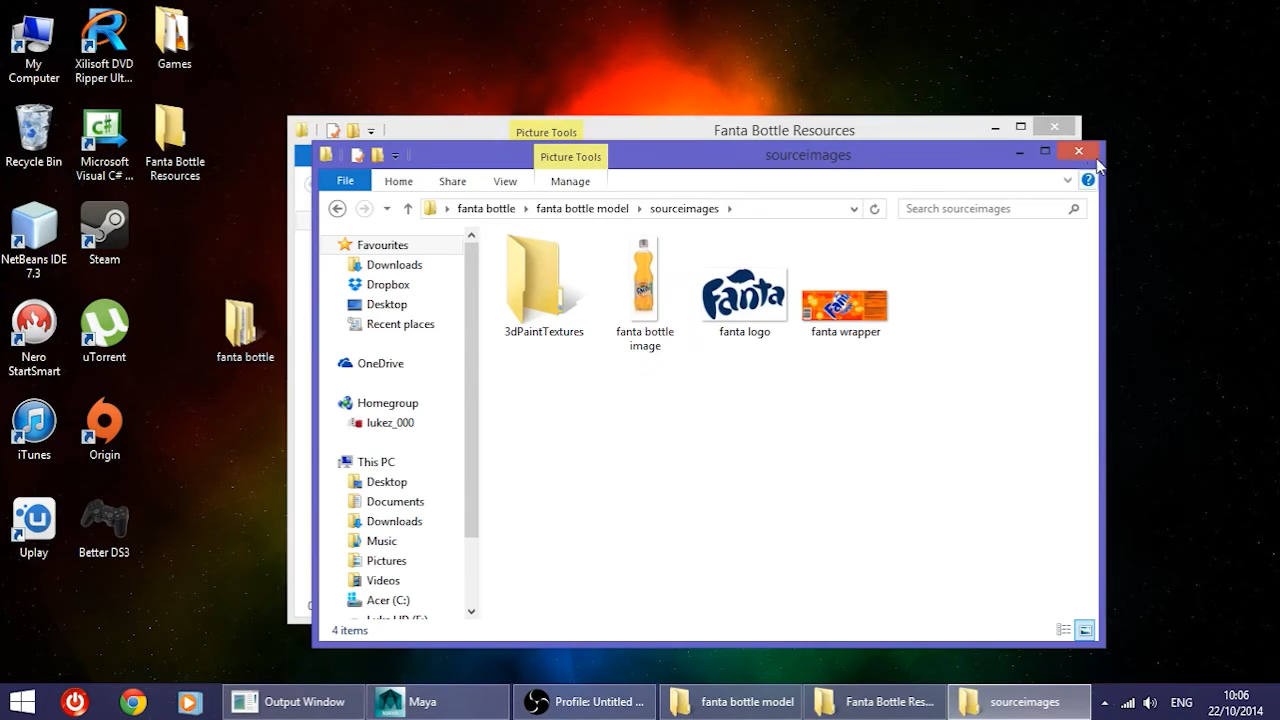 My
Computer
Xilisoft DVD
Ripper Ult...
Games
Recycle Bin
Microsoft
Visual C# ...
Fanta Bottle
Resources
NetBeans IDE
7.3
Steam
Nero
StartSmart
uTorrent
fanta bottle
iTunes
Origin
Uplay
Better DS3
Picture Tools
Fanta Bottle Resources
Picture Tools
sourceimages
File
Home
Share
View
Manage
fanta bottle
fanta bottle model
sourceimages
Search sourceimages
Favourites
Downloads
Dropbox
Desktop
Recent places
OneDrive
Homegroup
lukez_000
This PC
Desktop
Documents
Downloads
Music
Pictures
Videos
Acer (C:)
3dPaintTextures
fanta bottle
image
Fanta
fanta logo
Fanta
fanta wrapper
4 items
Output Window
Maya
Profile: Untitled ...
fanta bottle model
Fanta Bottle Res...
sourceimages
ENG
10:06
22/10/2014